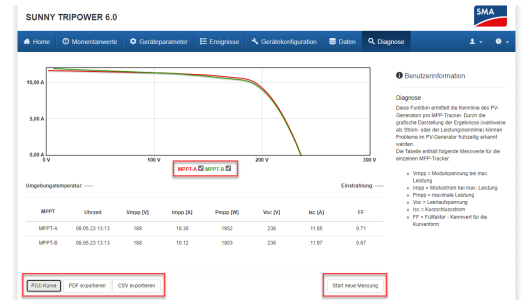 SUNNY TRIPOWER 6.0
SMA
Home Momentanwerte Geräteparameter Ereignisse Gerätekonfiguration Daten Diagnose
10,00 A
5,00 A
0,00 A
0 V 100 V 200 V 300 V
MPPT-A MPPT-B
Umgebungstemperatur: ---- Einstrahlung: ----
MPPT Uhrzeit Vmpp [V] Impp [A] Pmpp [W] Voc [V] Isc [A] FF
MPPT-A 09.05.23 13:13 189 10.30 1952 236 11.65 0.71
MPPT-B 09.05.23 13:13 188 10.12 1903 236 11.97 0.67
P(U) Kurve PDF exportieren CSV exportieren Start neue Messung
Benutzerinformation
Diagnose
Diese Funktion ermittelt die Kennlinie des PV-
Generators pro MPP-Tracker. Durch die
grafische Darstellung der Ergebnisse (wahlweise
als Strom- oder der Leistungskennlinie) können
Probleme im PV-Generator frühzeitig erkannt
werden.
Die Tabelle enthält folgende Messwerte für die
einzelnen MPP-Tracker:
Vmpp = Modulspannung bei max.
Leistung
Impp = Modulstrom bei max. Leistung
Pmpp = maximale Leistung
Voc = Leerlaufspannung
Isc = Kurzschlussstrom
FF = Füllfaktor - Kennwert für die
Kurvenform